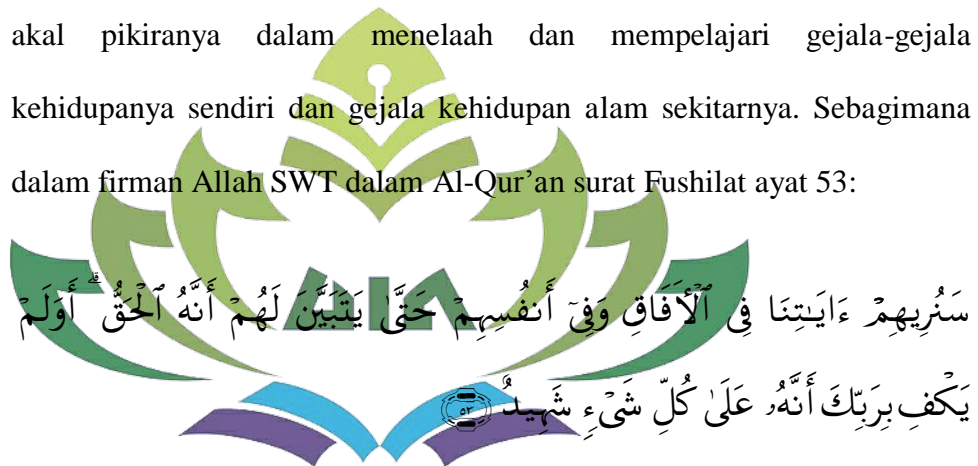 akal pikiranya dalam menelaah dan mempelajari gejala-gejala
kehidupanya sendiri dan gejala kehidupan alam sekitarnya. Sebagimana
dalam firman Allah SWT dalam Al-Qur’an surat Fushilat ayat 53:
سَنُرِيهِمۡ ءَايَٰتِنَا فِي ٱلۡأٓفَاقِ وَفِيٓ أَنفُسِهِمۡ حَتَّىٰ يَتَبَيَّنَ لَهُمۡ أَنَّهُ ٱلۡحَقُّۗ أَوَلَمۡ
يَكۡفِ بِرَبِّكَ أَنَّهُۥ عَلَىٰ كُلِّ شَيۡءٖ شَهِيدٌ ٥٣